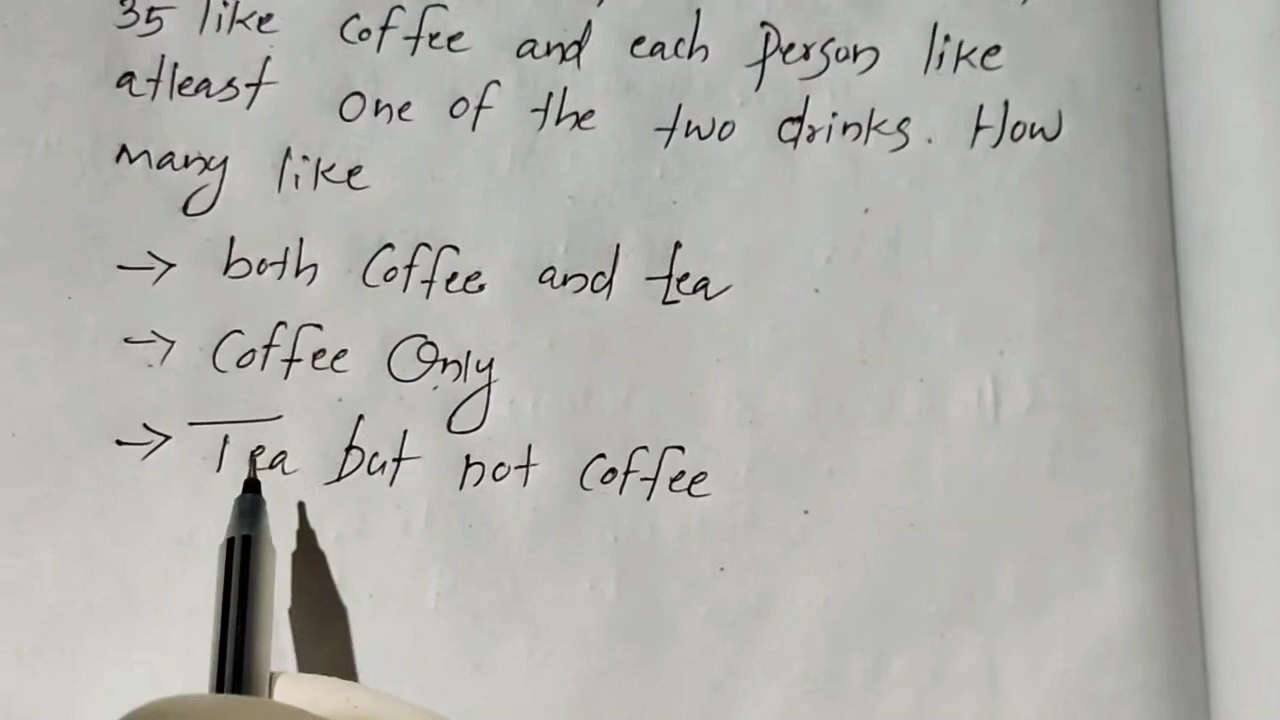 35 like Coffee and each Person like
atleast one of the two drinks. How
many like
→ both Coffee and tea
→ Coffee Only
→ Tea but not Coffee